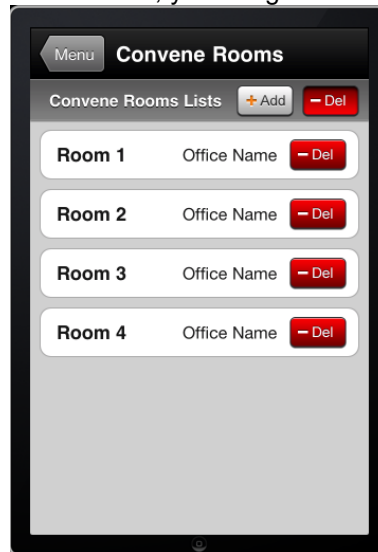 Menu Convene Rooms
Convene Rooms Lists + Add - Del
Room 1 Office Name - Del
Room 2 Office Name - Del
Room 3 Office Name - Del
Room 4 Office Name - Del